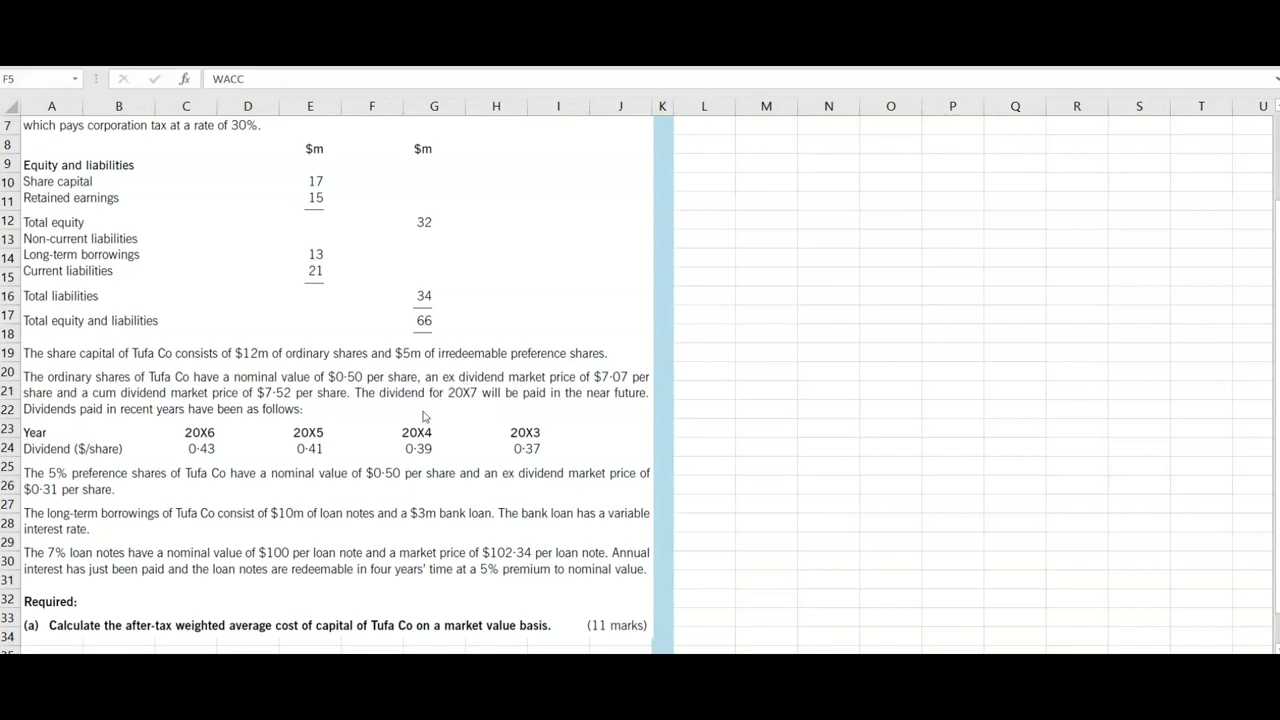 F5 fx WACC
A B C D E F G H I J K L M N O P Q R S T U
7 which pays corporation tax at a rate of 30%.
8 $m $m
9 Equity and liabilities
10 Share capital 17
11 Retained earnings 15
12 Total equity 32
13 Non-current liabilities
14 Long-term borrowings 13
15 Current liabilities 21
16 Total liabilities 34
17 Total equity and liabilities 66
18
19 The share capital of Tufa Co consists of $12m of ordinary shares and $5m of irredeemable preference shares.
20 The ordinary shares of Tufa Co have a nominal value of $0·50 per share, an ex dividend market price of $7·07 per
21 share and a cum dividend market price of $7·52 per share. The dividend for 20X7 will be paid in the near future.
22 Dividends paid in recent years have been as follows:
23 Year 20X6 20X5 20X4 20X3
24 Dividend ($/share) 0·43 0·41 0·39 0·37
25 The 5% preference shares of Tufa Co have a nominal value of $0·50 per share and an ex dividend market price of
26 $0·31 per share.
27 The long-term borrowings of Tufa Co consist of $10m of loan notes and a $3m bank loan. The bank loan has a variable
28 interest rate.
29
30 The 7% loan notes have a nominal value of $100 per loan note and a market price of $102·34 per loan note. Annual
31 interest has just been paid and the loan notes are redeemable in four years' time at a 5% premium to nominal value.
32 Required:
33 (a) Calculate the after-tax weighted average cost of capital of Tufa Co on a market value basis. (11 marks)
34